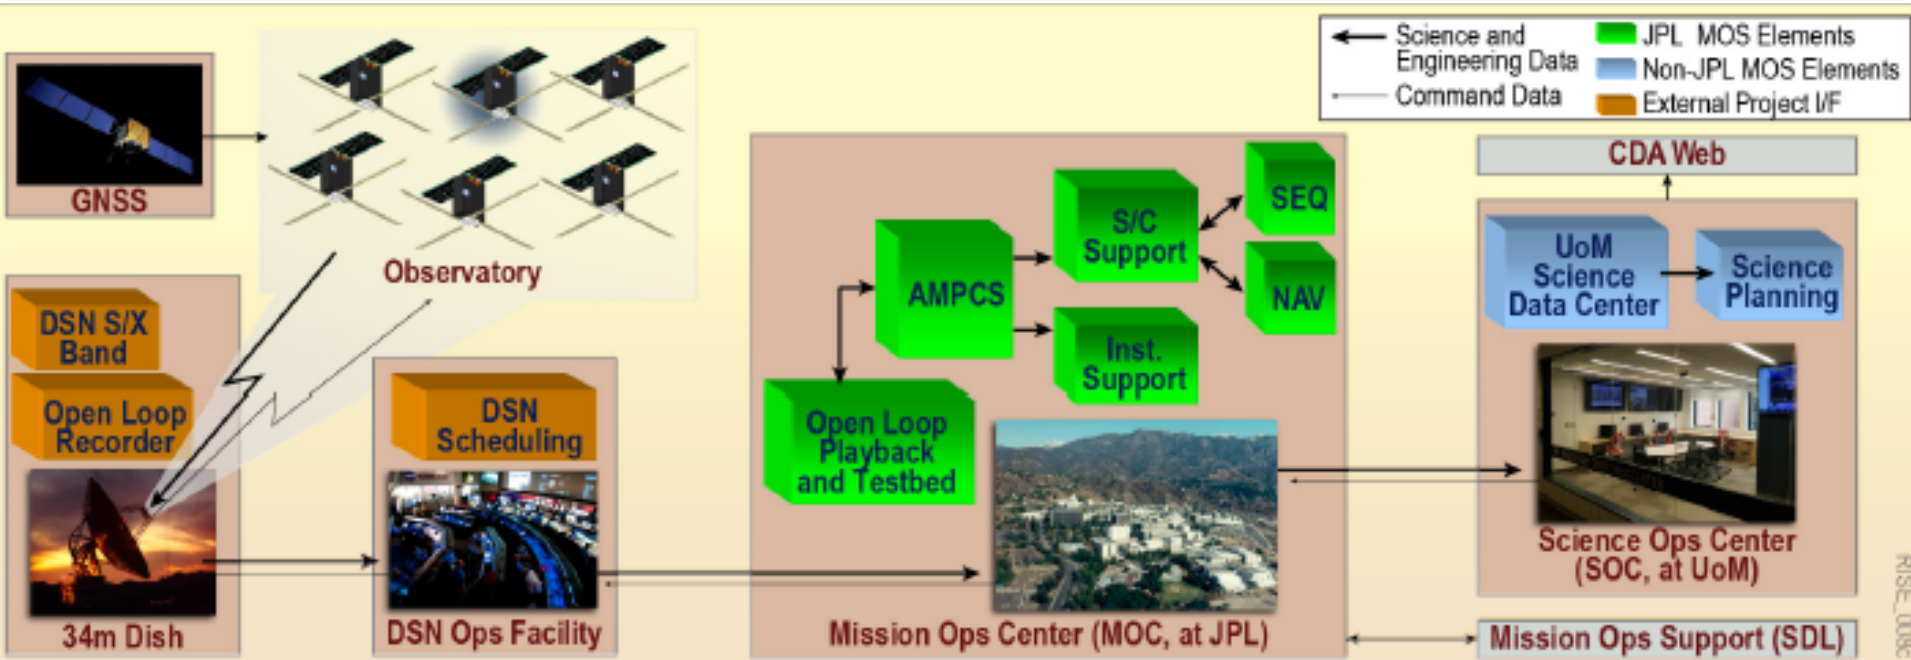 Science and
Engineering Data
Command Data
JPL MOS Elements
Non-JPL MOS Elements
External Project I/F
GNSS
Observatory
DSN S/X
Band
Open Loop
Recorder
34m Dish
DSN
Scheduling
DSN Ops Facility
AMPCS
S/C
Support
SEQ
NAV
Inst.
Support
Open Loop
Playback
and Testbed
Mission Ops Center (MOC, at JPL)
CDA Web
UoM
Science
Data Center
Science
Planning
Science Ops Center
(SOC, at UoM)
Mission Ops Support (SDL)